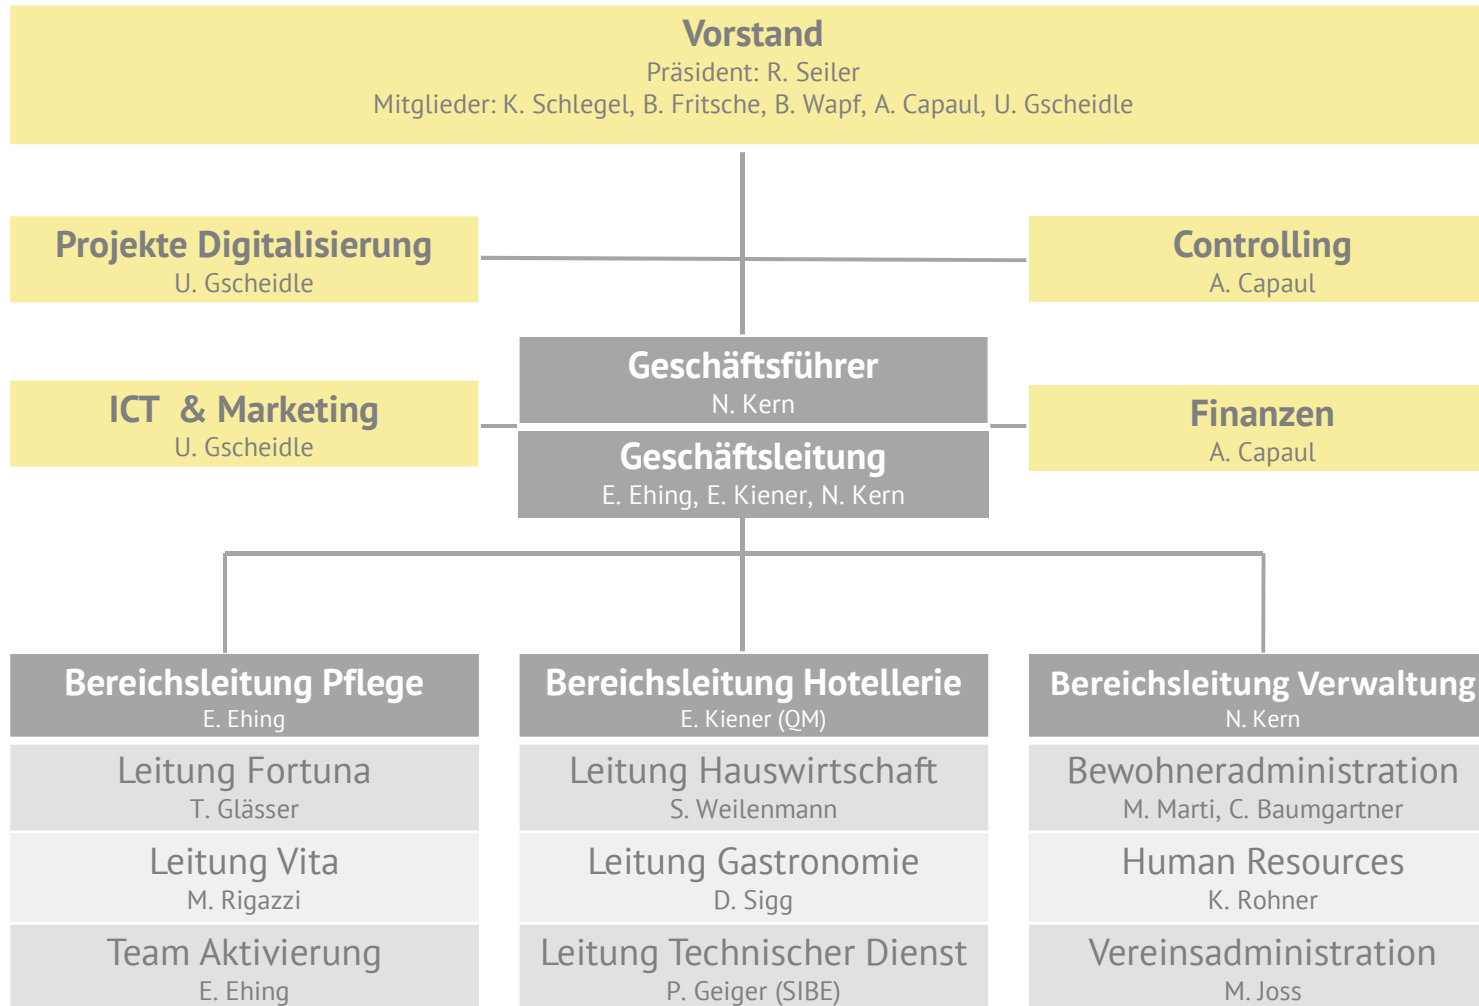 Vorstand
Präsident: R. Seiler
Mitglieder: K. Schlegel, B. Fritsche, B. Wapf, A. Capaul, U. Gscheidle
Projekte Digitalisierung
U. Gscheidle
Controlling
A. Capaul
Geschäftsführer
N. Kern
ICT & Marketing
U. Gscheidle
Finanzen
A. Capaul
Geschäftsleitung
E. Ehing, E. Kiener, N. Kern
Bereichsleitung Pflege
E. Ehing
Leitung Fortuna
T. Glässer
Leitung Vita
M. Rigazzi
Team Aktivierung
E. Ehing
Bereichsleitung Hotellerie
E. Kiener (QM)
Leitung Hauswirtschaft
S. Weilenmann
Leitung Gastronomie
D. Sigg
Leitung Technischer Dienst
P. Geiger (SIBE)
Bereichsleitung Verwaltung
N. Kern
Bewohneradministration
M. Marti, C. Baumgartner
Human Resources
K. Rohner
Vereinsadministration
M. Joss